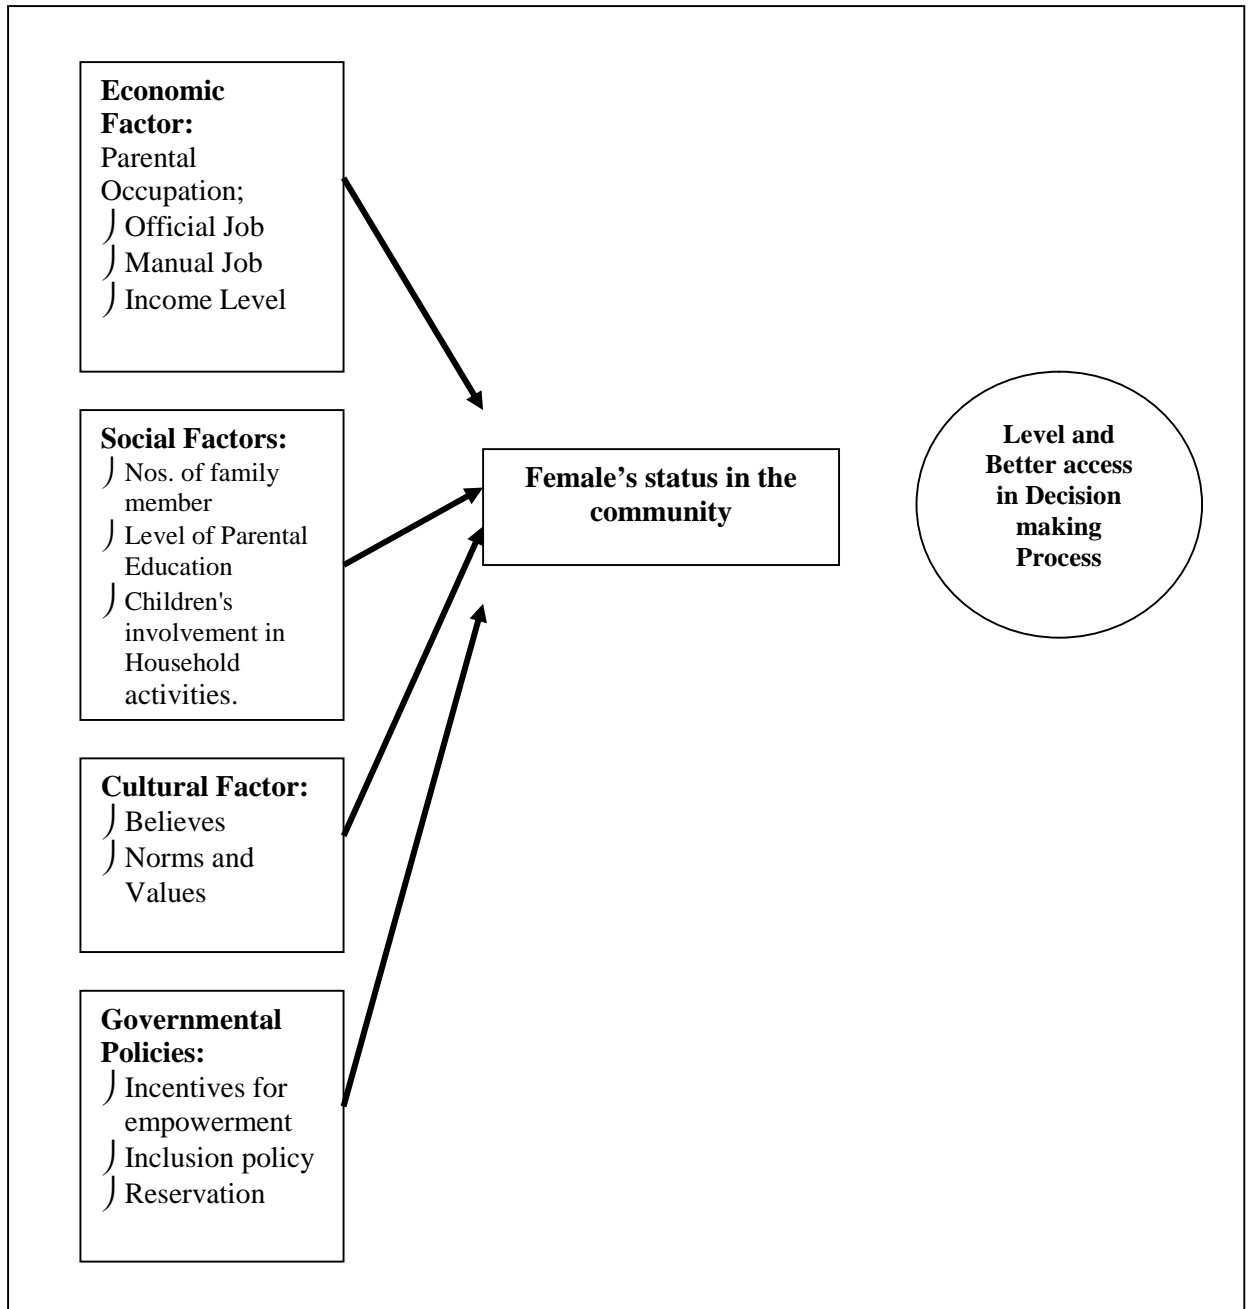 Economic
Factor:
Parental
Occupation;
⎠ Official Job
⎠ Manual Job
⎠ Income Level
Social Factors:
⎠ Nos. of family
member
⎠ Level of Parental
Education
⎠ Children's
involvement in
Household
activities.
Cultural Factor:
⎠ Believes
⎠ Norms and
Values
Governmental
Policies:
⎠ Incentives for
empowerment
⎠ Inclusion policy
⎠ Reservation
Female’s status in the
community
Level and
Better access
in Decision
making
Process